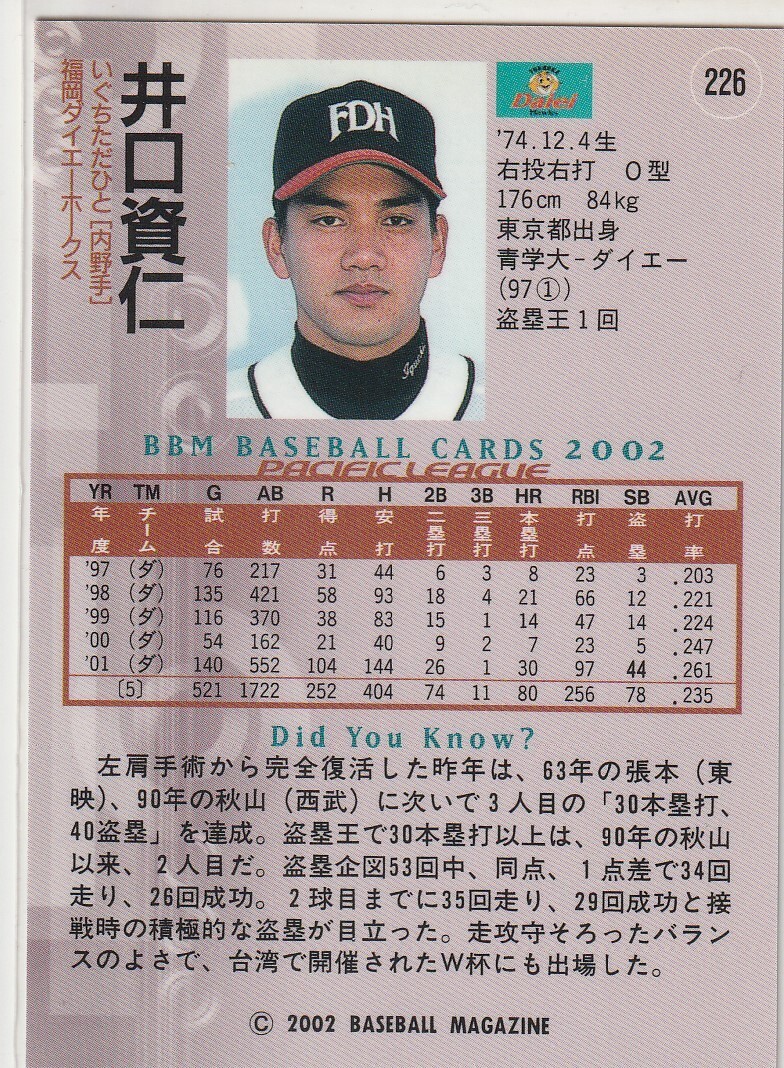 226
井口資仁
いぐちただひと［内野手］
福岡ダイエーホークス
FDH
Iguchi
Daiei
Hawks
'74.12.4生
右投右打 O型
176cm 84kg
東京都出身
青学大-ダイエー
(97①)
盗塁王1回
BBM BASEBALL CARDS 2002
PACIFIC LEAGUE
YR TM G AB R H 2B 3B HR RBI SB AVG
年度 チーム 試合 打数 得点 安打 二塁打 三塁打 本塁打 打点 盗塁 打率
'97 (ダ) 76 217 31 44 6 3 8 23 3 .203
'98 (ダ) 135 421 58 93 18 4 21 66 12 .221
'99 (ダ) 116 370 38 83 15 1 14 47 14 .224
'00 (ダ) 54 162 21 40 9 2 7 23 5 .247
'01 (ダ) 140 552 104 144 26 1 30 97 44 .261
〔5〕 521 1722 252 404 74 11 80 256 78 .235
Did You Know?
左肩手術から完全復活した昨年は、63年の張本（東
映）、90年の秋山（西武）に次いで3人目の「30本塁打、
40盗塁」を達成。盗塁王で30本塁打以上は、90年の秋山
以来、2人目だ。盗塁企図53回中、同点、1点差で34回
走り、26回成功。2球目までに35回走り、29回成功と接
戦時の積極的な盗塁が目立った。走攻守そろったバラン
スのよさで、台湾で開催されたW杯にも出場した。
© 2002 BASEBALL MAGAZINE